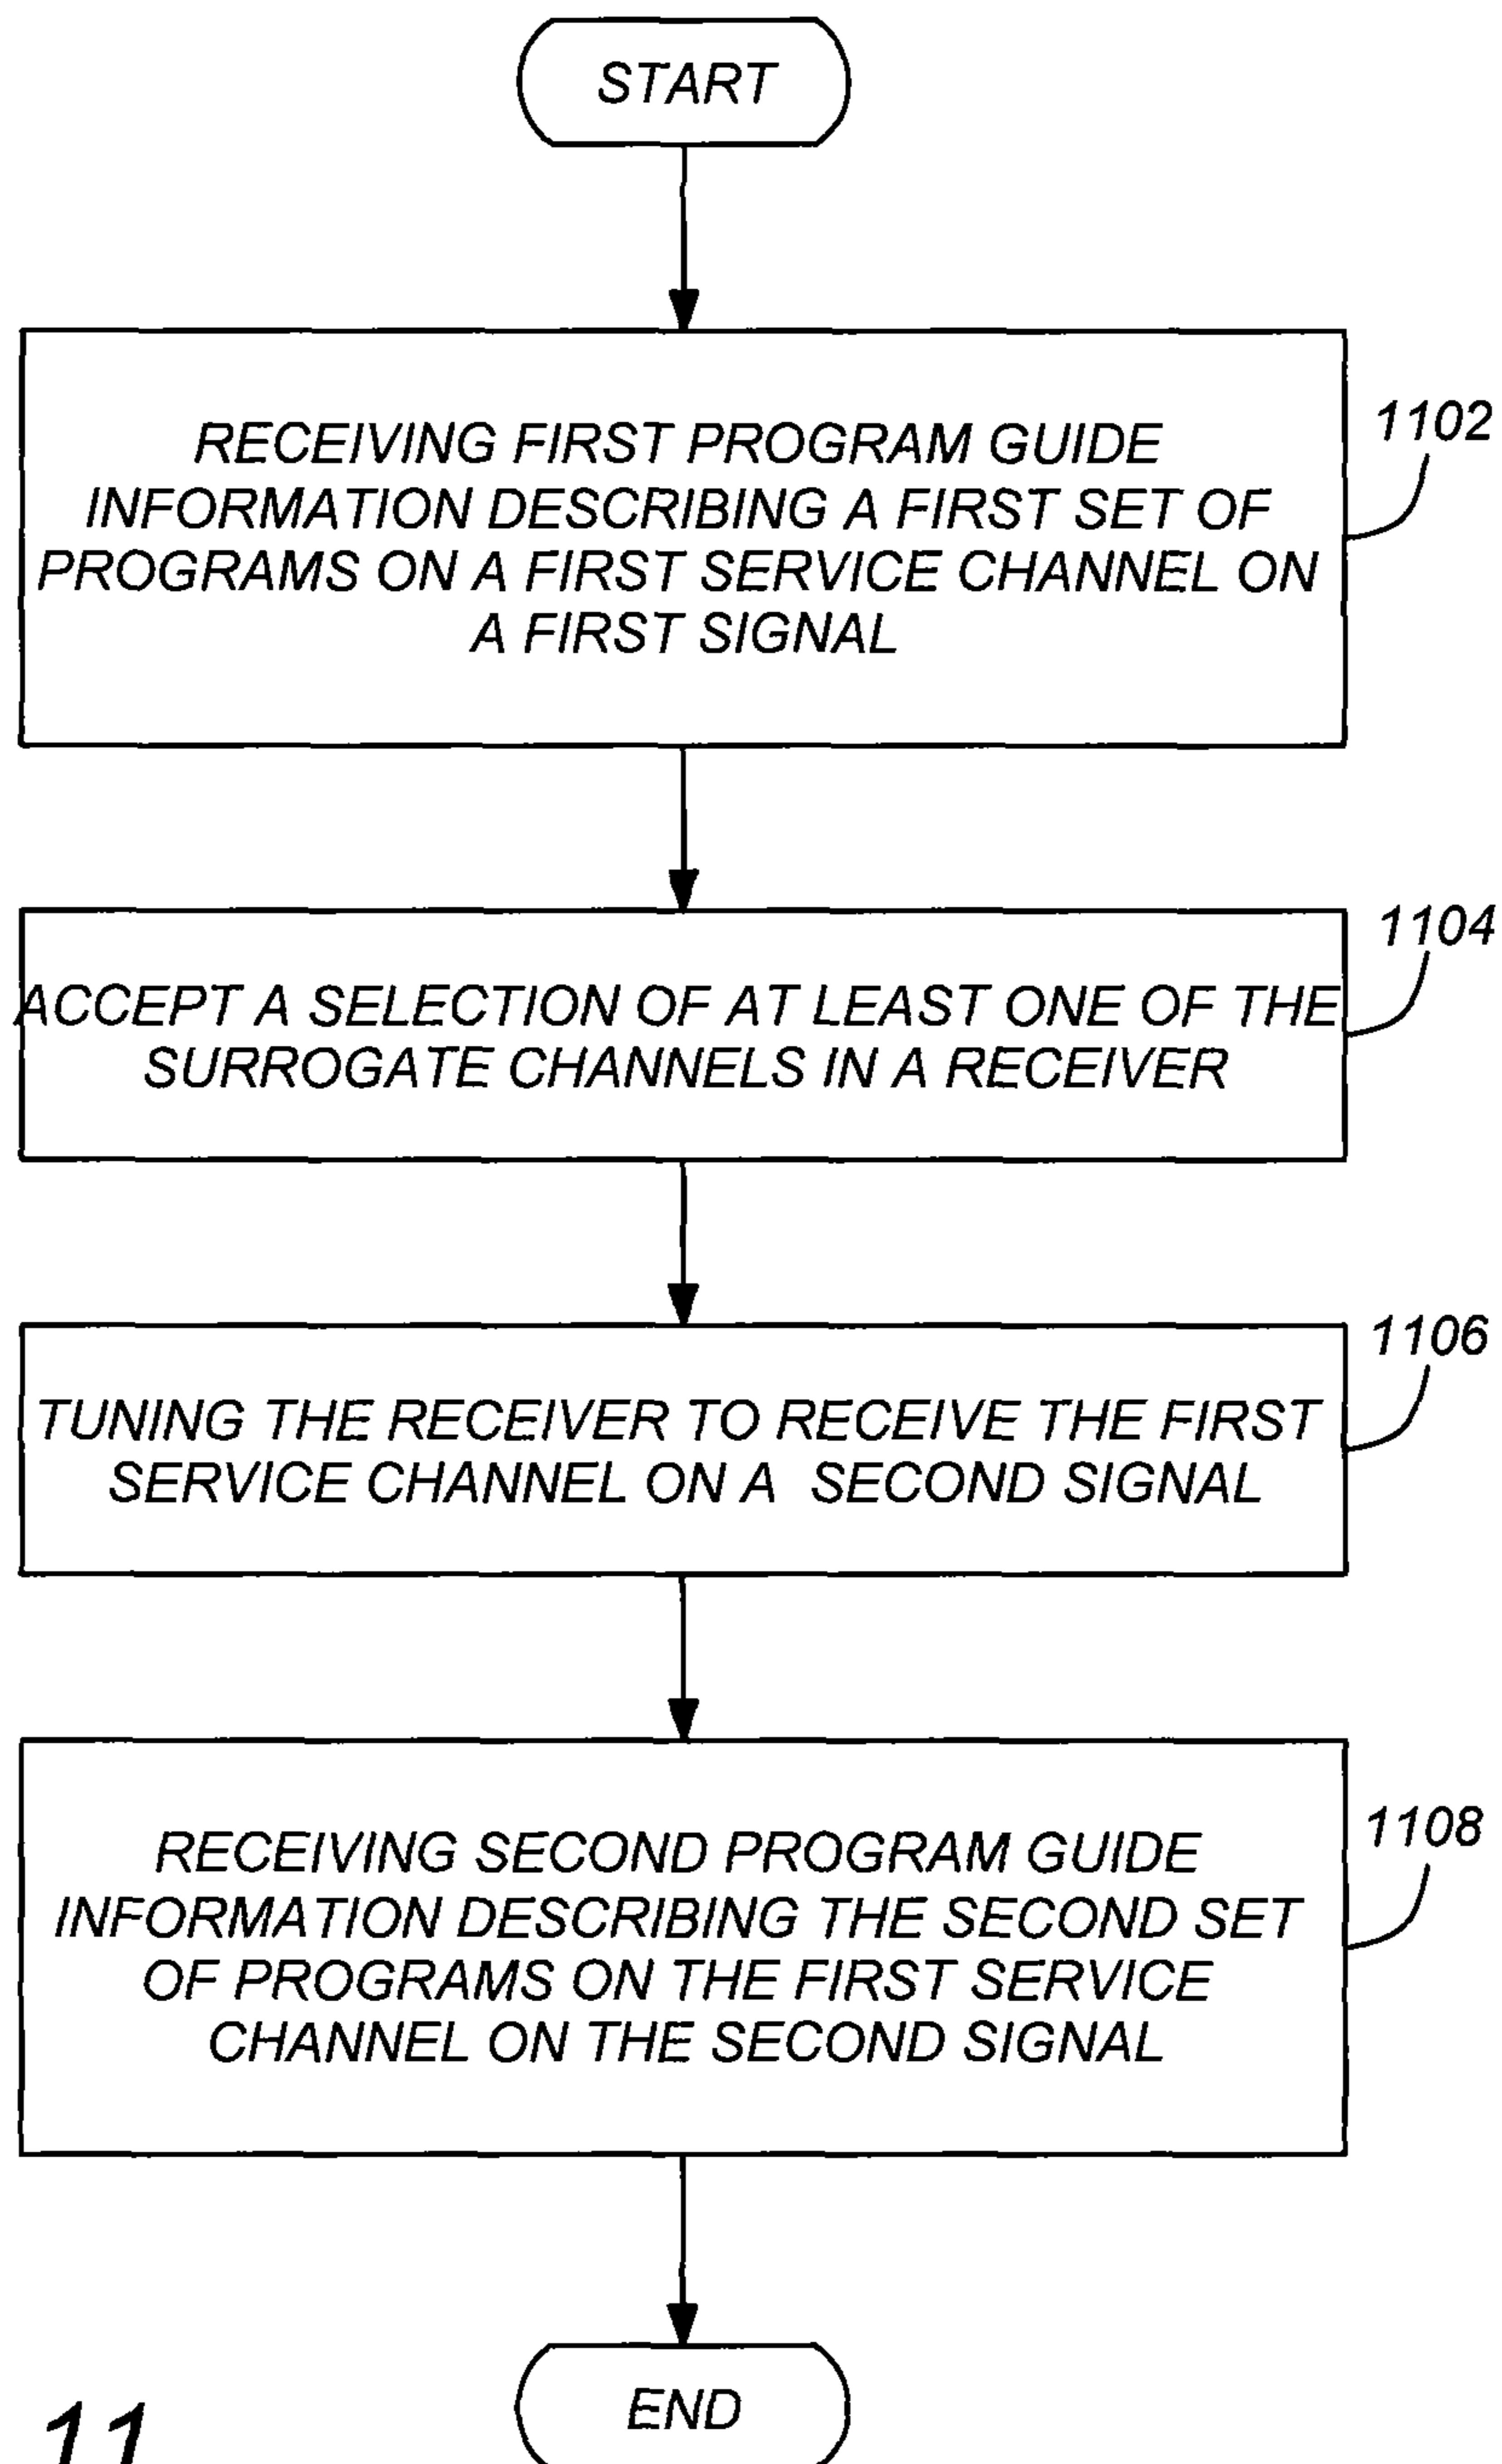 START
RECEIVING FIRST PROGRAM GUIDE
INFORMATION DESCRIBING A FIRST SET OF
PROGRAMS ON A FIRST SERVICE CHANNEL ON
A FIRST SIGNAL
1102
ACCEPT A SELECTION OF AT LEAST ONE OF THE
SURROGATE CHANNELS IN A RECEIVER
1104
TUNING THE RECEIVER TO RECEIVE THE FIRST
SERVICE CHANNEL ON A SECOND SIGNAL
1106
RECEIVING SECOND PROGRAM GUIDE
INFORMATION DESCRIBING THE SECOND SET
OF PROGRAMS ON THE FIRST SERVICE
CHANNEL ON THE SECOND SIGNAL
1108
END
11